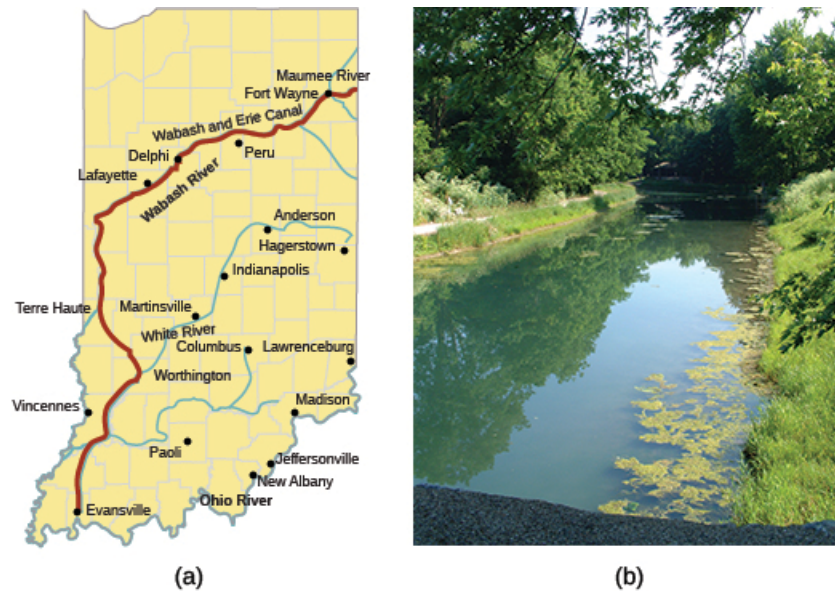 Maumee River
Fort Wayne
Wabash and Erie Canal
Delphi
Peru
Lafayette
Wabash River
Anderson
Hagerstown
Indianapolis
Terre Haute
Martinsville
White River
Columbus
Lawrenceburg
Worthington
Vincennes
Madison
Paoli
Jeffersonville
New Albany
Ohio River
Evansville
(a)
(b)